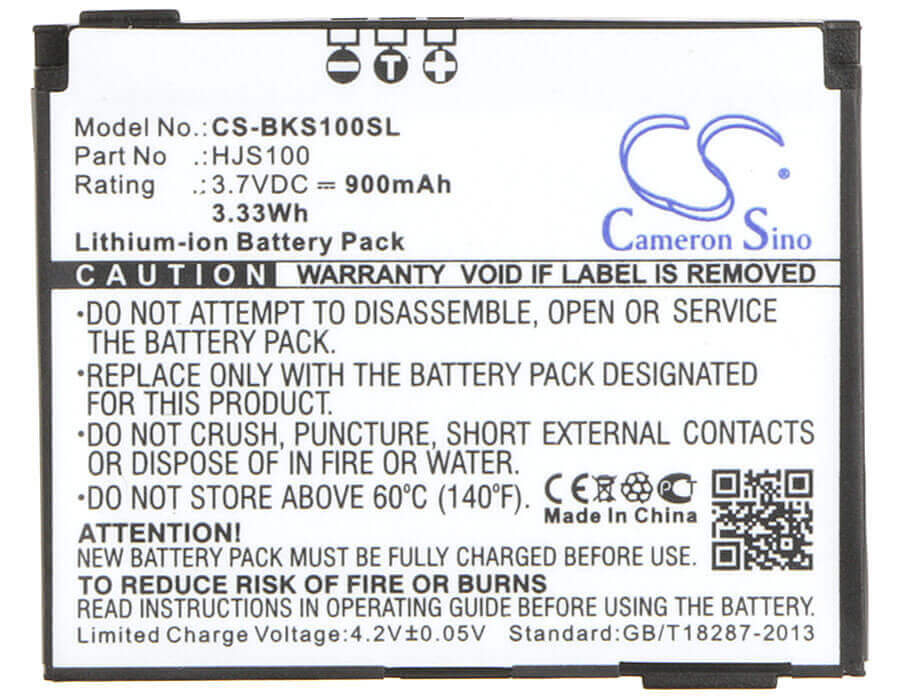 − T +
Model No.: CS-BKS100SL
Part No .: HJS100
Rating .: 3.7VDC ⎓ 900mAh
3.33Wh
Lithium-ion Battery Pack
CS ®
Cameron Sino
CAUTION WARRANTY VOID IF LABEL IS REMOVED
•DO NOT ATTEMPT TO DISASSEMBLE, OPEN OR SERVICE
THE BATTERY PACK.
•REPLACE ONLY WITH THE BATTERY PACK DESIGNATED
FOR THIS PRODUCT.
•DO NOT CRUSH, PUNCTURE, SHORT EXTERNAL CONTACTS
OR DISPOSE OF IN FIRE OR WATER.
•DO NOT STORE ABOVE 60°C (140°F).
CE
Made In China
ATTENTION!
NEW BATTERY PACK MUST BE FULLY CHARGED BEFORE USE.
TO REDUCE RISK OF FIRE OR BURNS
READ INSTRUCTIONS IN OPERATING GUIDE BEFORE USING THE BATTERY.
Limited Charge Voltage:4.2V±0.05V Standard:GB/T18287-2013